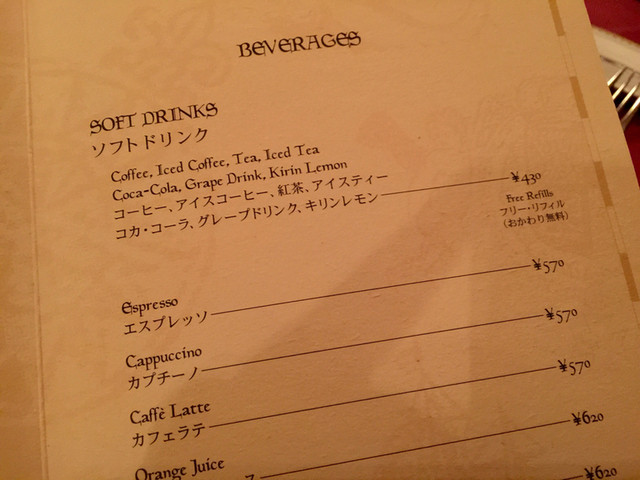 BEVERAGES
SOFT DRINKS
ソフトドリンク
Coffee, Iced Coffee, Tea, Iced Tea
Coca-Cola, Grape Drink, Kirin Lemon
コーヒー、アイスコーヒー、紅茶、アイスティー
コカ・コーラ、グレープドリンク、キリンレモン
¥430
Free Refills
フリー・リフィル
(おかわり無料)
Espresso
エスプレッソ
¥570
Cappuccino
カプチーノ
¥570
Caffè Latte
カフェラテ
¥570
Orange Juice
¥620
¥620